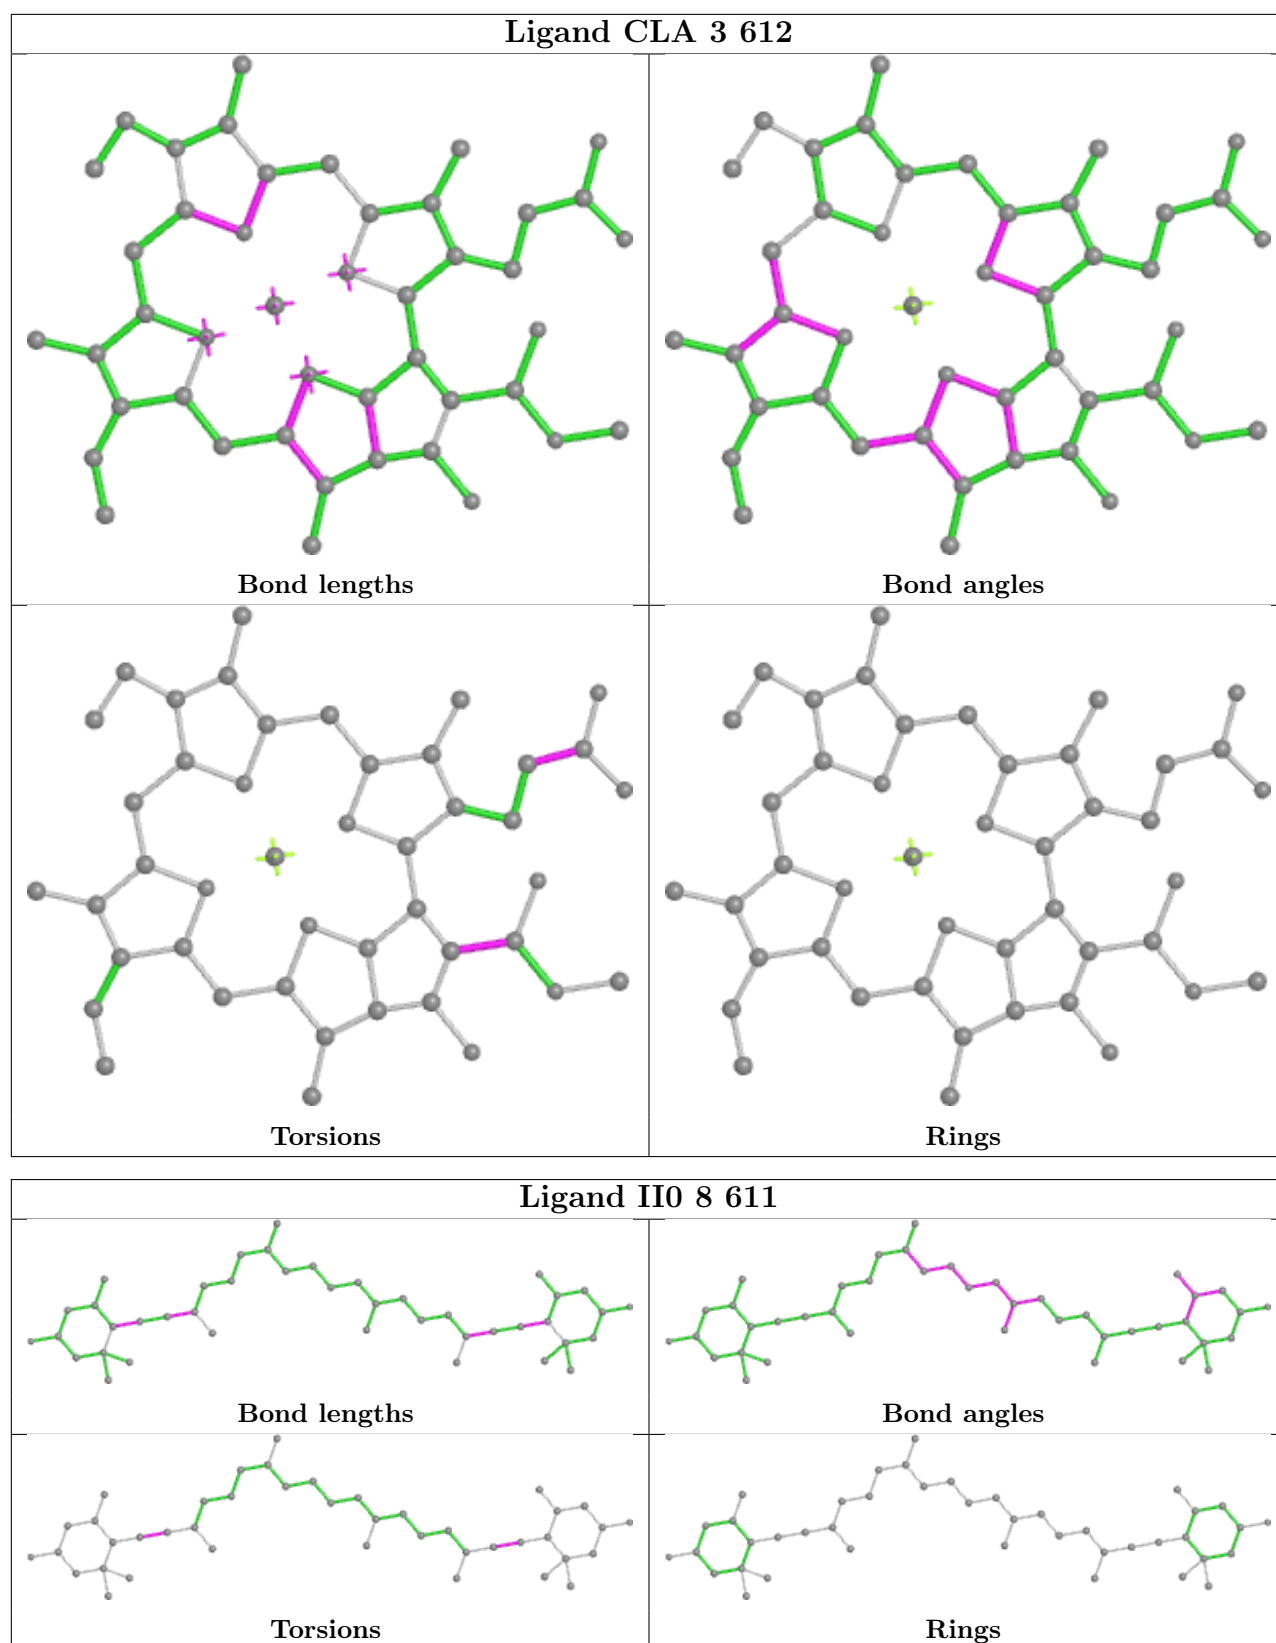 Ligand CLA 3 612
Bond lengths
Bond angles
Torsions
Rings
Ligand II0 8 611
Bond lengths
Bond angles
Torsions
Rings